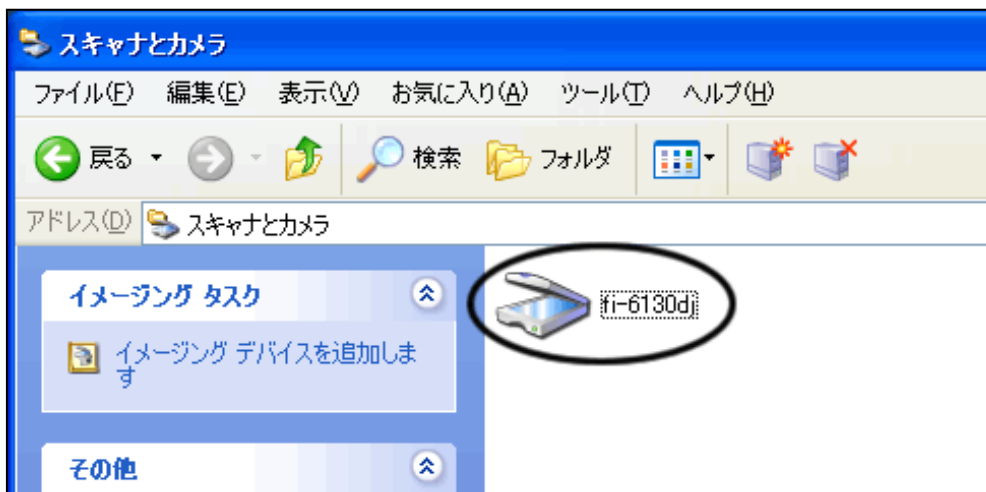 スキャナとカメラ
ファイル(F) 編集(E) 表示(V) お気に入り(A) ツール(T) ヘルプ(H)
戻る 検索 フォルダ
アドレス(D) スキャナとカメラ
イメージング タスク
fi-6130dj
イメージング デバイスを追加しま
す
その他